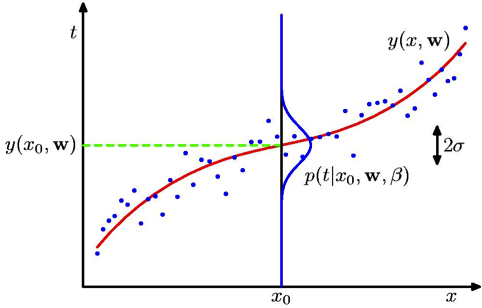 t
y(x, w)
y(x₀, w)
2σ
p(t|x₀, w, β)
x₀
x